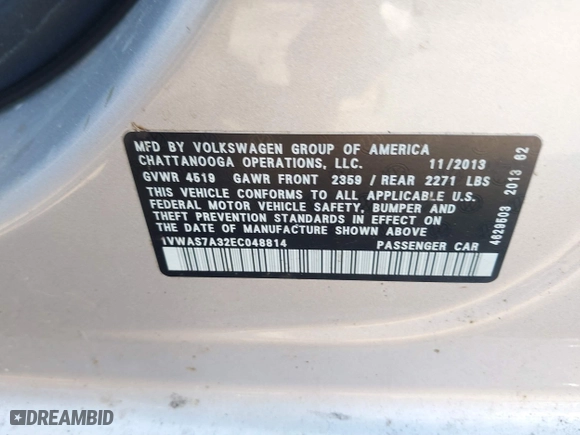 MFD BY VOLKSWAGEN GROUP OF AMERICA
CHATTANOOGA OPERATIONS, LLC. 11/2013
GVWR 4519 GAWR FRONT 2359 / REAR 2271 LBS
THIS VEHICLE CONFORMS TO ALL APPLICABLE U.S.
FEDERAL MOTOR VEHICLE SAFETY, BUMPER AND
THEFT PREVENTION STANDARDS IN EFFECT ON
THE DATE OF MANUFACTURE SHOWN ABOVE.
1VWAS7A32EC048814 PASSENGER CAR
4629503 2013 62
DREAMBID